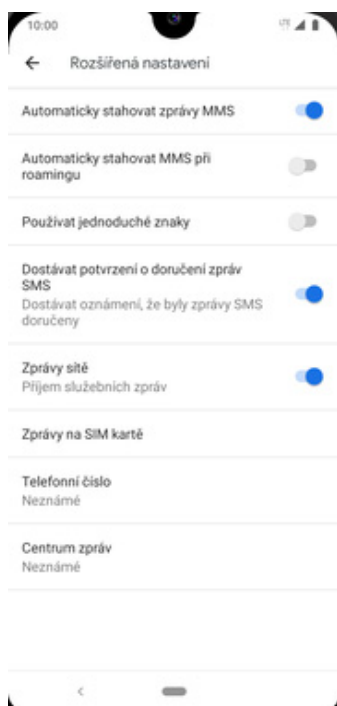 10:00
LTE
Rozšířená nastavení
Automaticky stahovat zprávy MMS
Automaticky stahovat MMS při
roamingu
Používat jednoduché znaky
Dostávat potvrzení o doručení zpráv
SMS
Dostávat oznámení, že byly zprávy SMS
doručeny
Zprávy sítě
Příjem služebních zpráv
Zprávy na SIM kartě
Telefonní číslo
Neznámé
Centrum zpráv
Neznámé